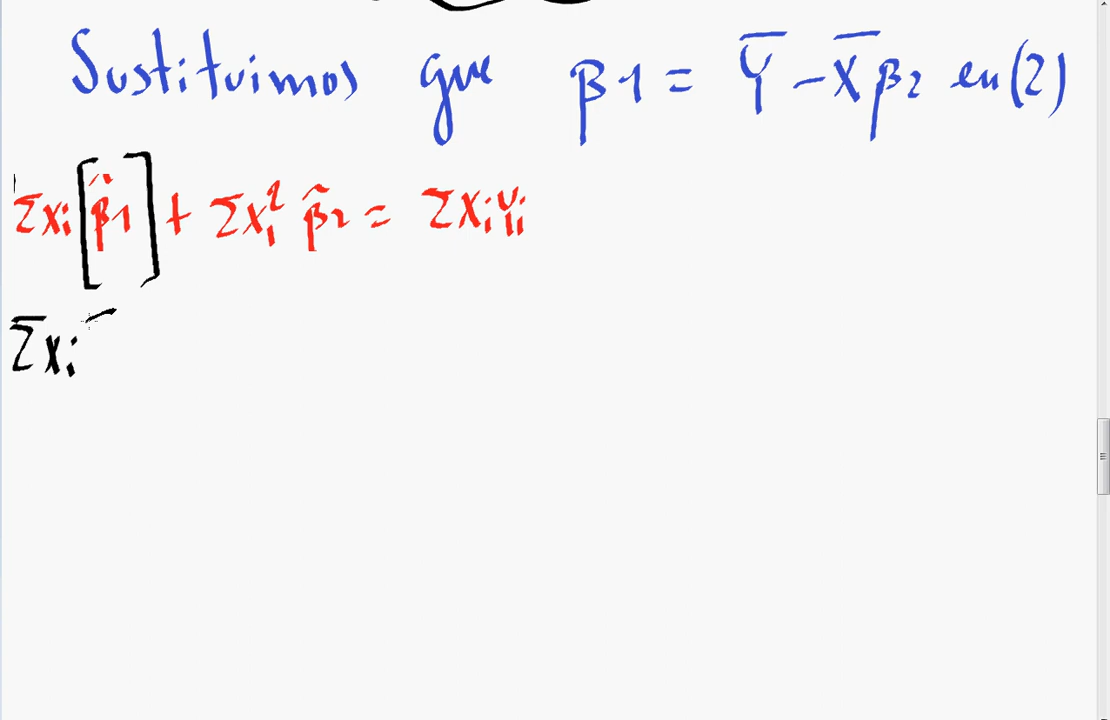 Sustituimos que β1 = Ȳ - X̄β2 en (2)
ΣXi[β̂1] + ΣXi² β̂2 = ΣXiYi
ΣXi